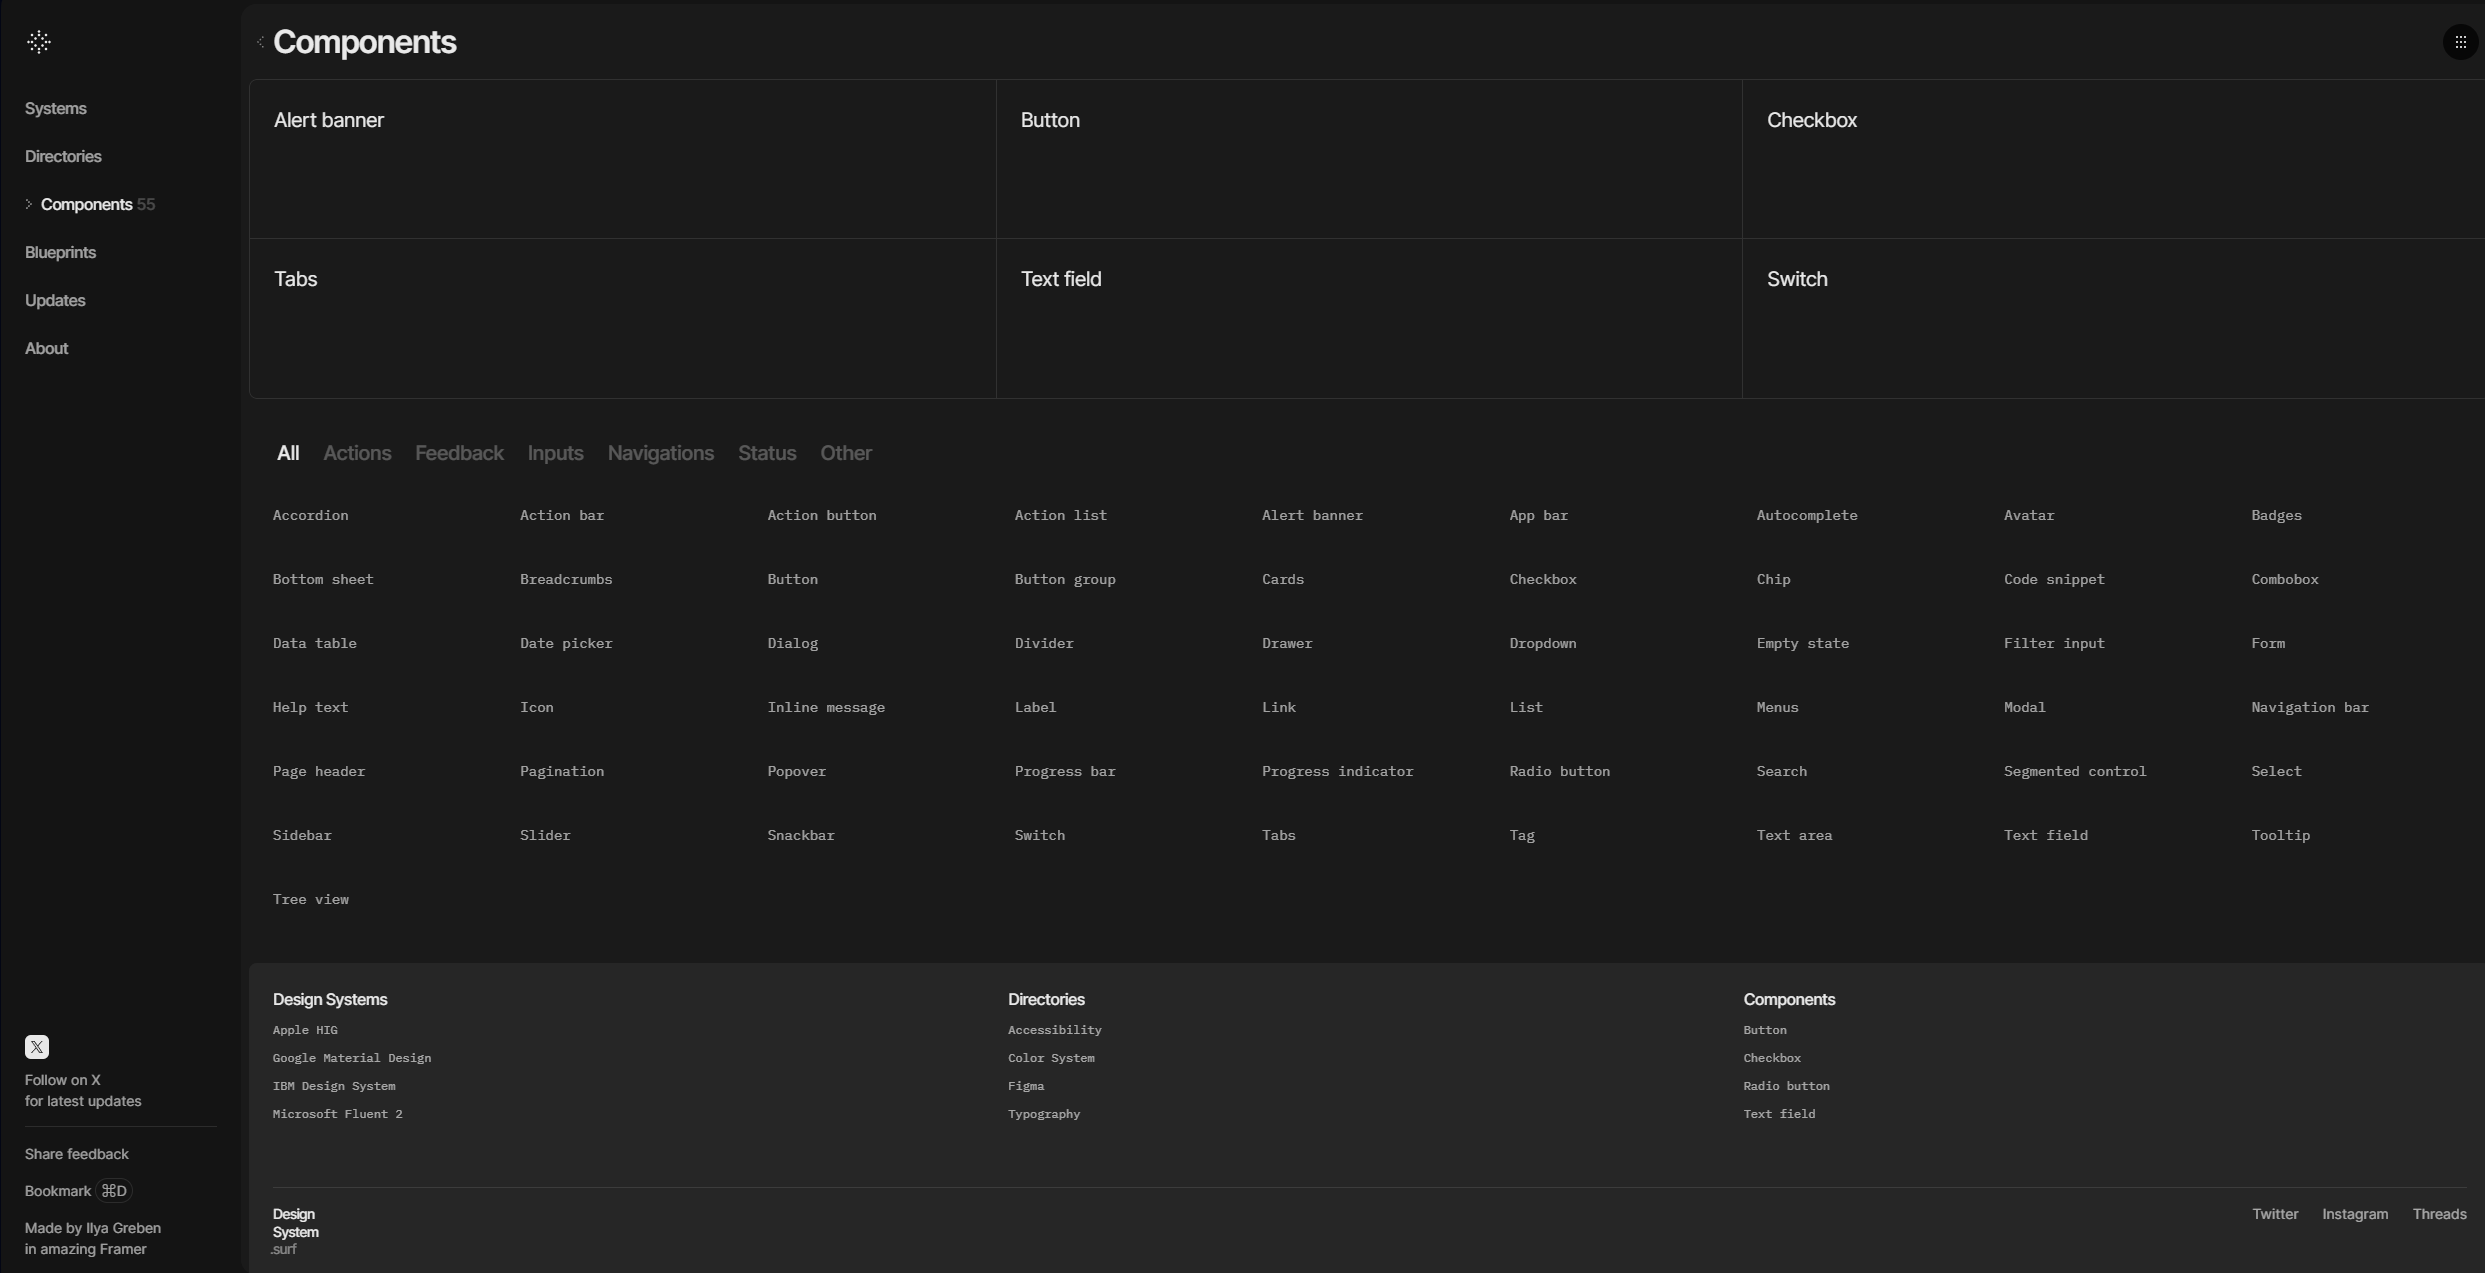 Systems
Directories
Components 55
Blueprints
Updates
About
Follow on X
for latest updates
Share feedback
Bookmark ⌘D
Made by Ilya Greben
in amazing Framer
Components
Alert banner
Button
Checkbox
Tabs
Text field
Switch
All Actions Feedback Inputs Navigations Status Other
Accordion Action bar Action button Action list Alert banner App bar Autocomplete Avatar Badges
Bottom sheet Breadcrumbs Button Button group Cards Checkbox Chip Code snippet Combobox
Data table Date picker Dialog Divider Drawer Dropdown Empty state Filter input Form
Help text Icon Inline message Label Link List Menus Modal Navigation bar
Page header Pagination Popover Progress bar Progress indicator Radio button Search Segmented control Select
Sidebar Slider Snackbar Switch Tabs Tag Text area Text field Tooltip
Tree view
Design Systems
Apple HIG
Google Material Design
IBM Design System
Microsoft Fluent 2
Directories
Accessibility
Color System
Figma
Typography
Components
Button
Checkbox
Radio button
Text field
Design
System
.surf
Twitter Instagram Threads